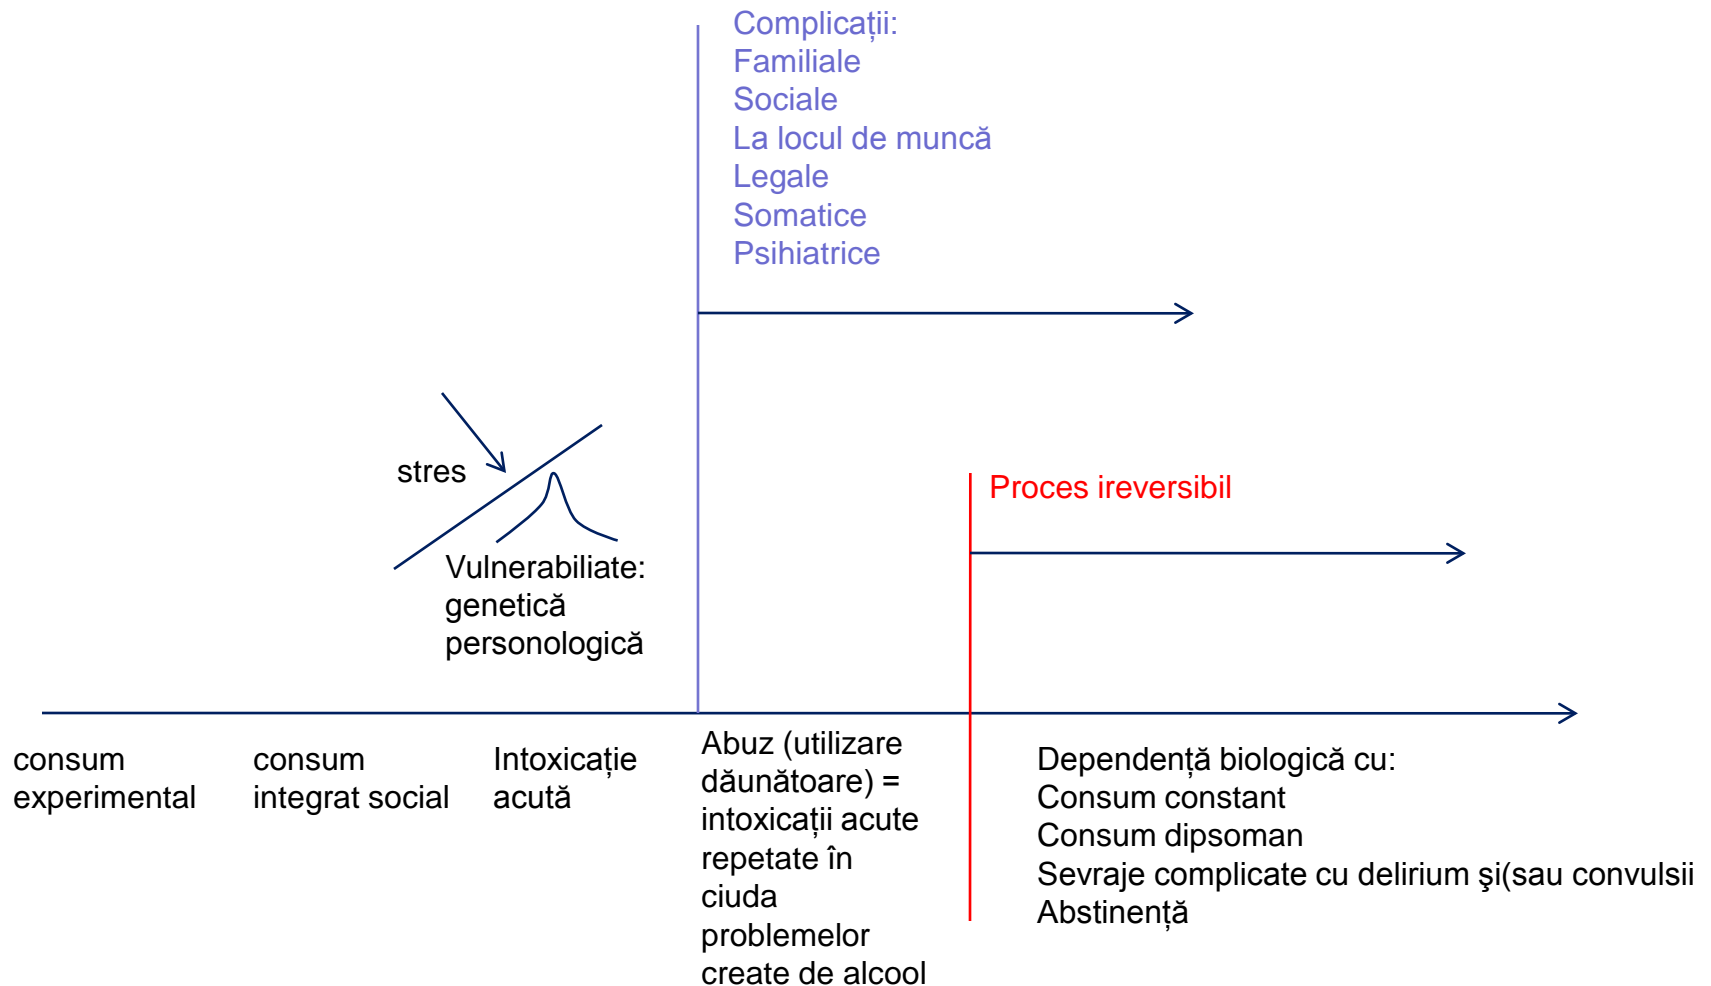 Complicații:
Familiale
Sociale
La locul de muncă
Legale
Somatice
Psihiatrice
stres
Vulnerabiliate:
genetică
personologică
Proces ireversibil
consum
experimental
consum
integrat social
Intoxicație
acută
Abuz (utilizare
dăunătoare) =
intoxicații acute
repetate în
ciuda
problemelor
create de alcool
Dependență biologică cu:
Consum constant
Consum dipsoman
Sevraje complicate cu delirium şi(sau convulsii
Abstinență